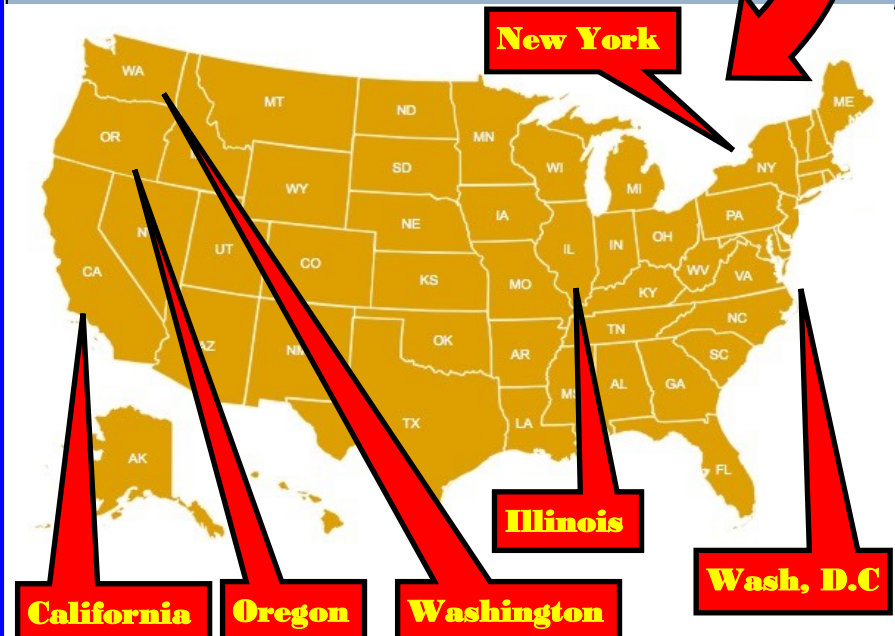 New York
WA
MT
ND
MN
ME
OR
SD
WI
MI
NY
WY
NE
IA
PA
UT
CO
IL
IN
OH
CA
KS
MO
WV
VA
KY
NC
OK
TN
AR
SC
AL
GA
TX
LA
FL
AK
Illinois
Wash, D.C
California
Oregon
Washington